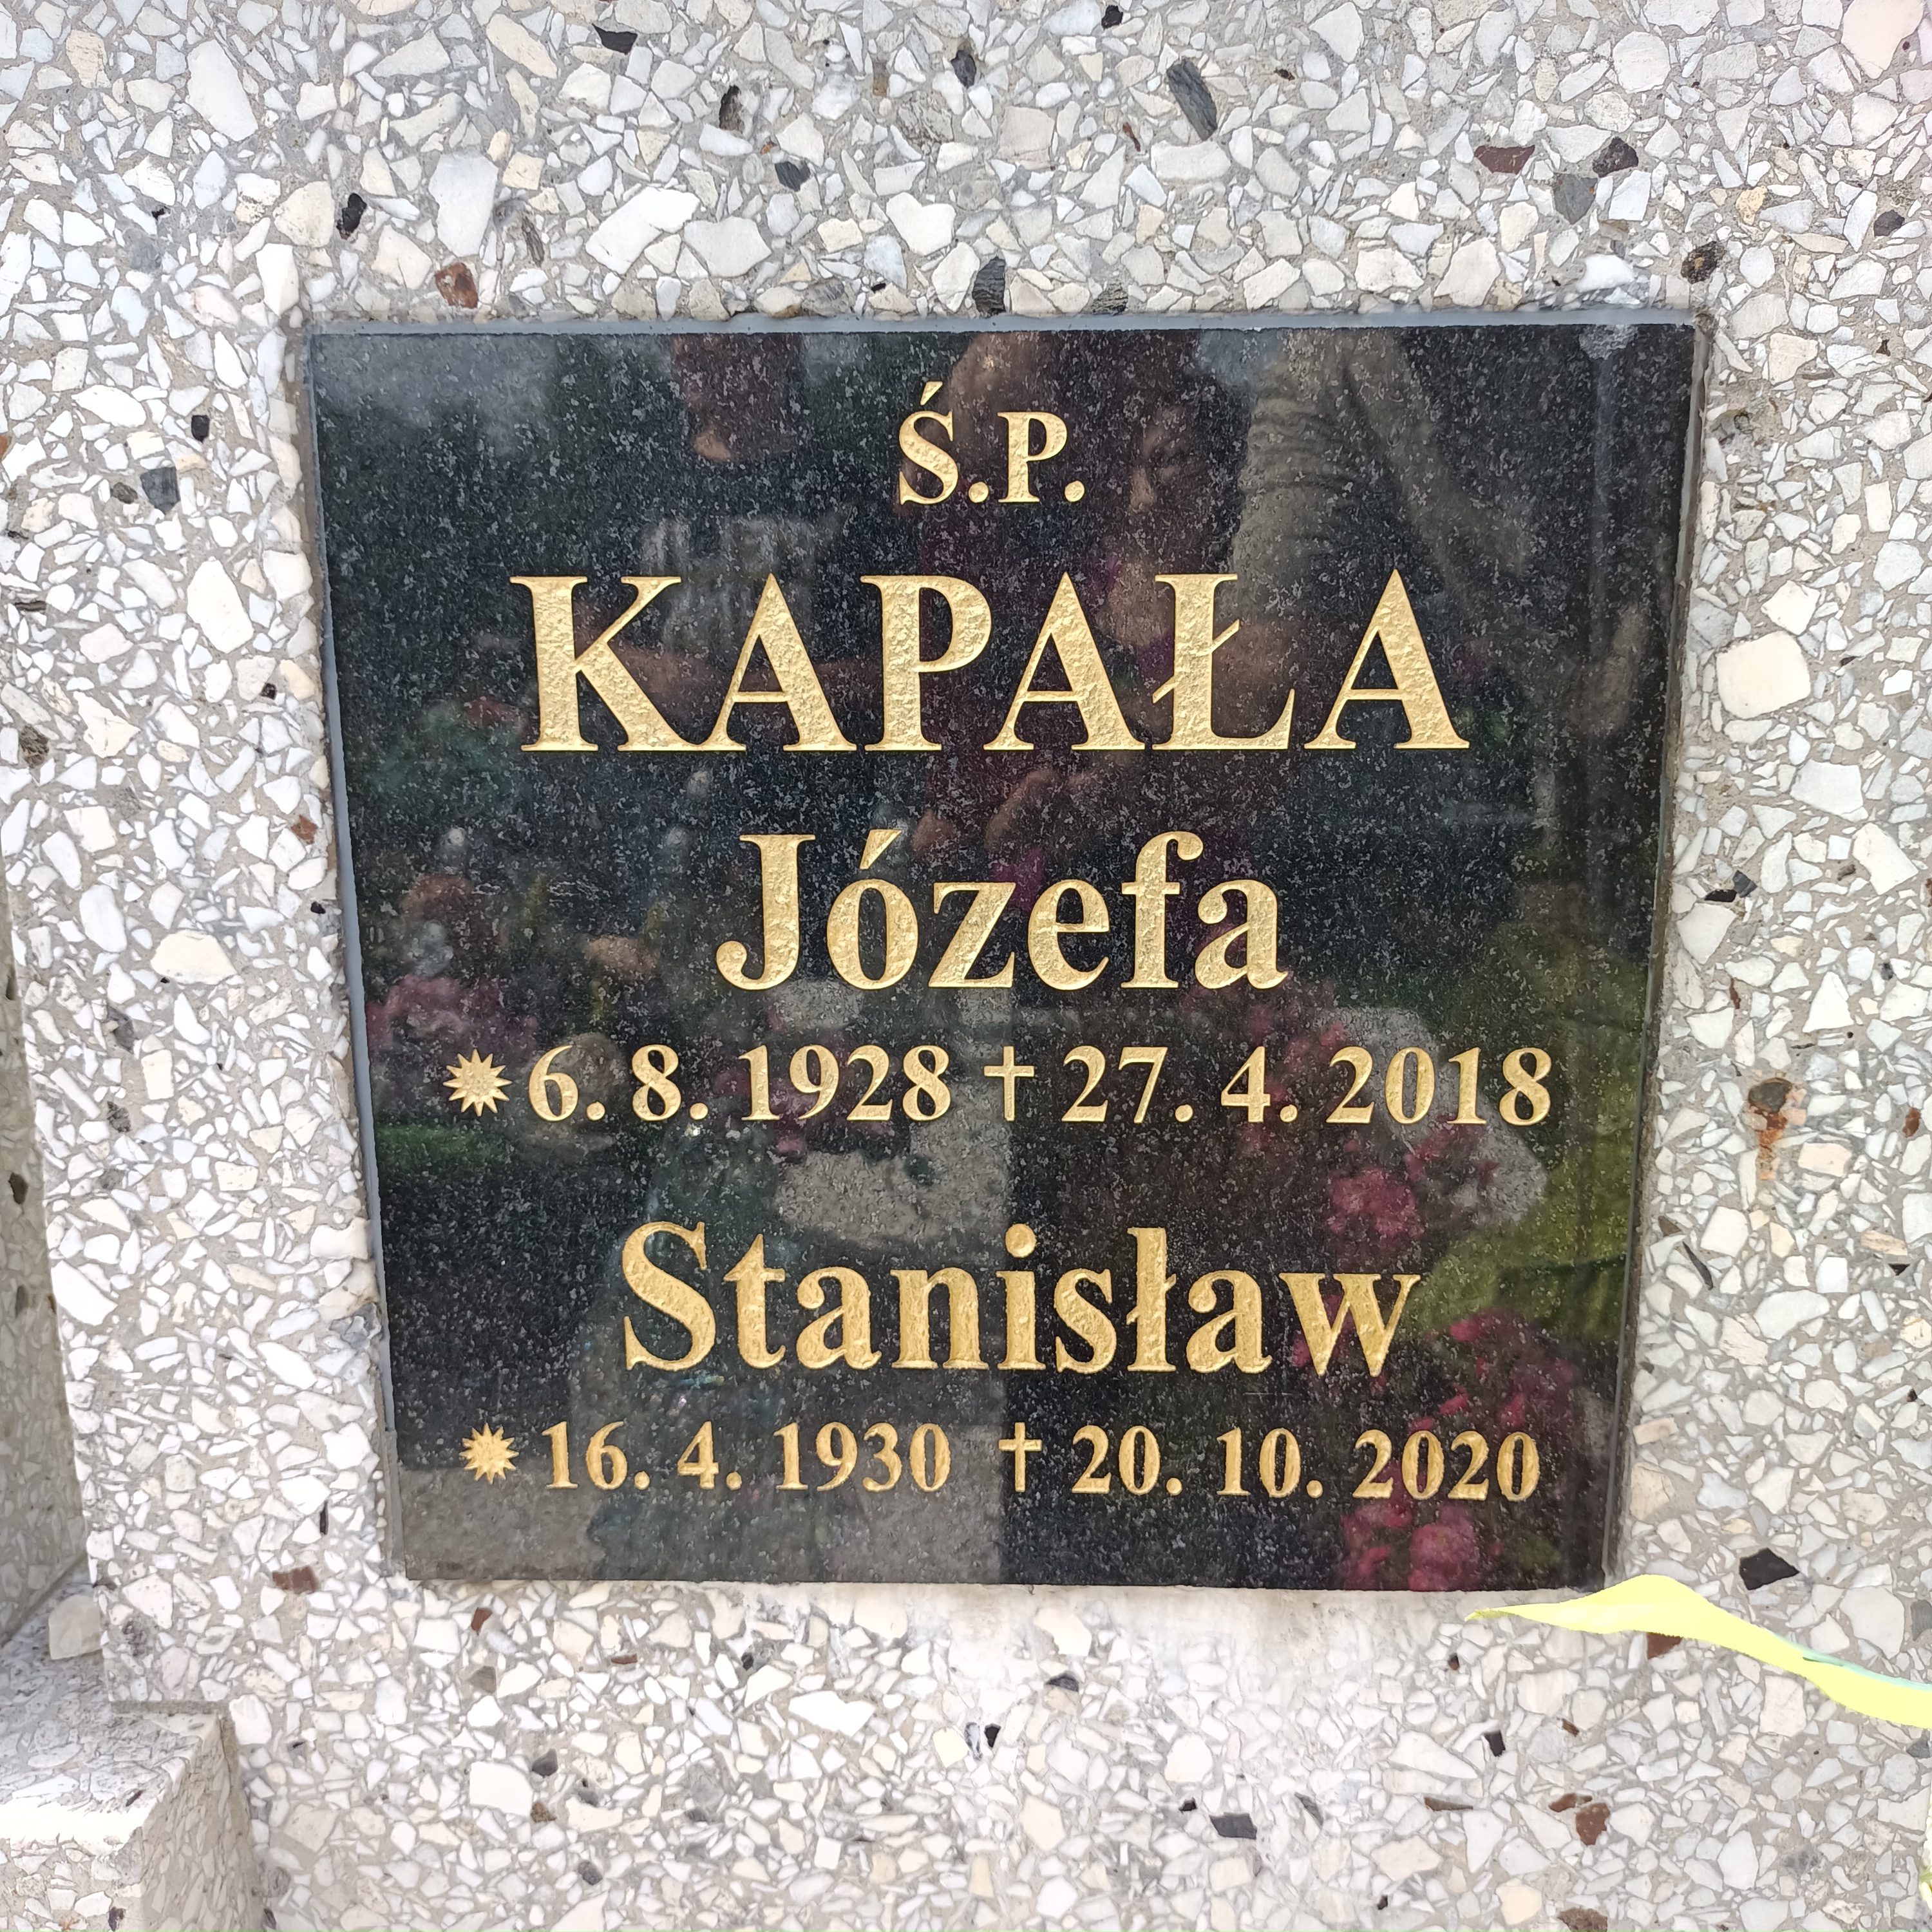 Ś.P.
KAPAŁA
Józefa
✹ 6. 8. 1928 † 27. 4. 2018
Stanisław
✹ 16. 4. 1930 † 20. 10. 2020